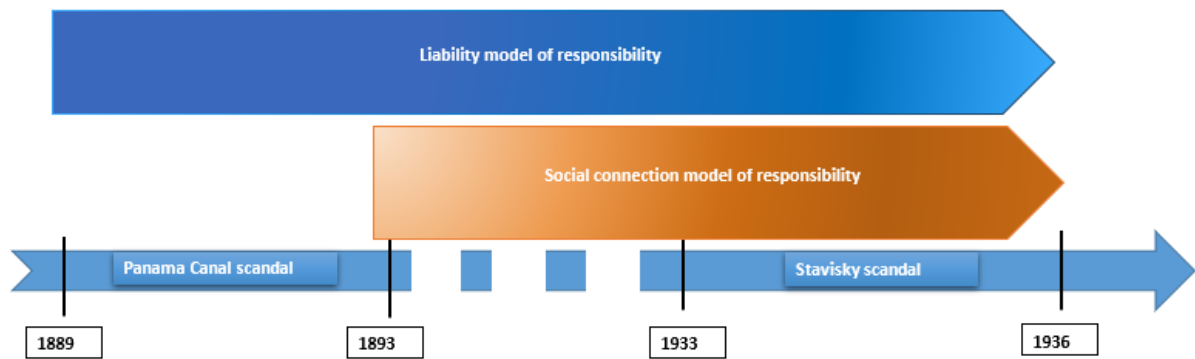 Liability model of responsibility
Social connection model of responsibility
Panama Canal scandal
Stavisky scandal
1889
1893
1933
1936